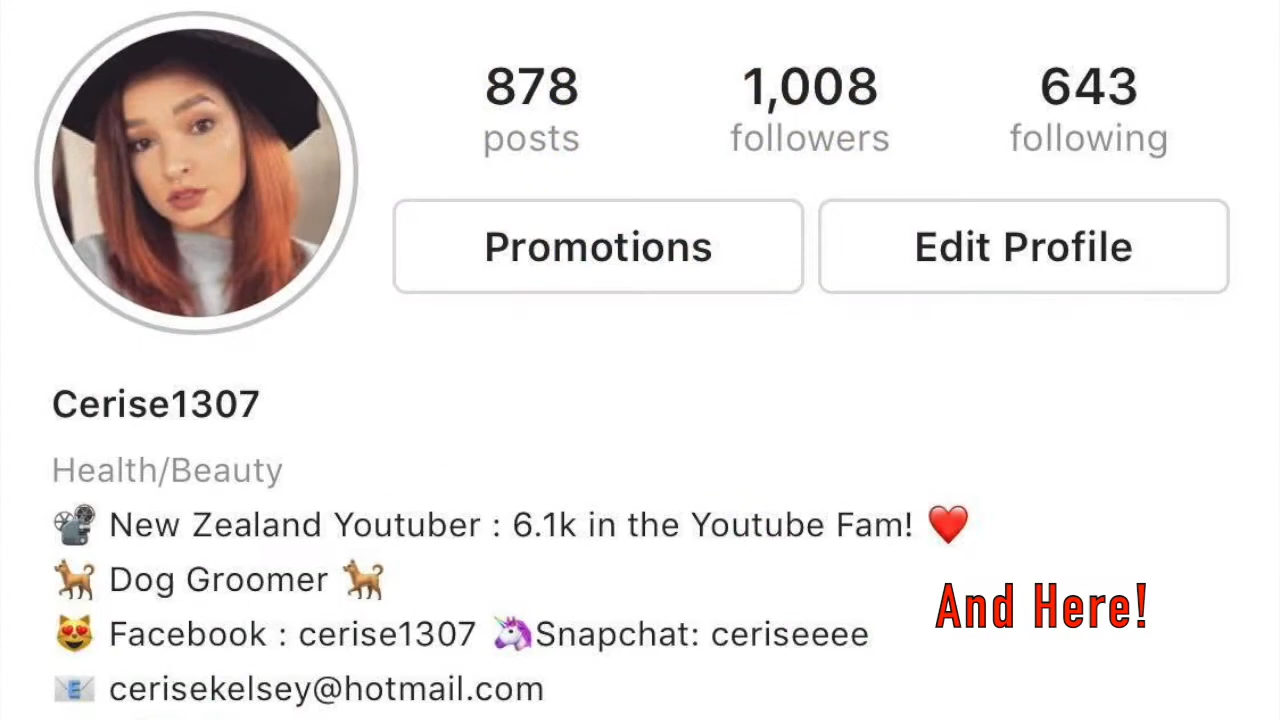 878 1,008 643
posts followers following
Promotions Edit Profile
Cerise1307
Health/Beauty
📽 New Zealand Youtuber : 6.1k in the Youtube Fam! ❤️
🐕 Dog Groomer 🐕
And Here!
😻 Facebook : cerise1307 🦄Snapchat: ceriseeee
📧 cerisekelsey@hotmail.com